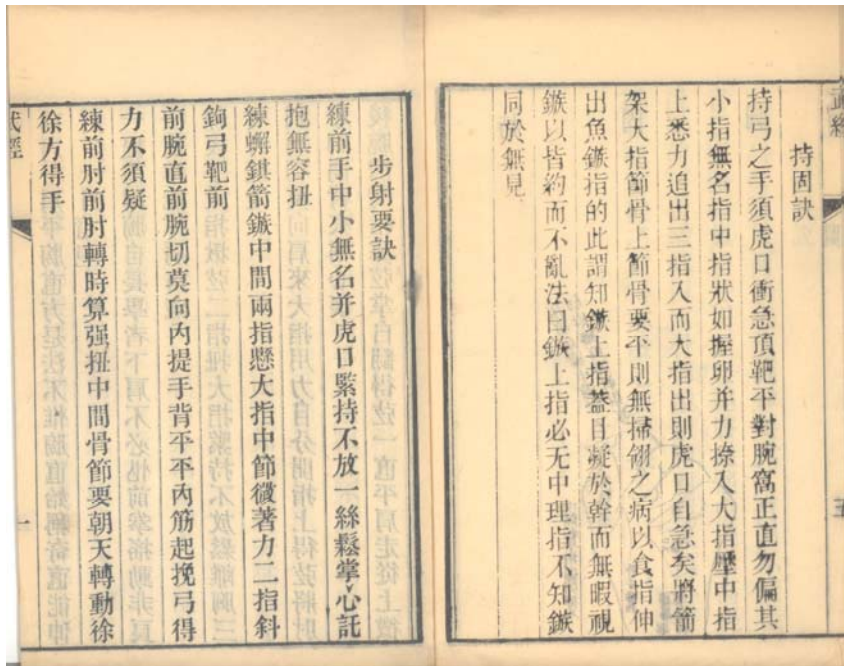 武經
持固訣
持弓之手須虎口衝急頂靶平對腕窩正直勿偏其
小指無名指中指狀如握卵并力捺入大指壓中指
上悉力追出三指入而大指出則虎口自急矣將箭
架大指節骨上節骨要平則無掃翎之病以食指伸
出魚鏃指的此謂知鏃上指葢目凝於幹而無暇視
鏃以皆約而不亂法曰鏃上指必无中理指不知鏃
同於無見
五
步射要訣
練前手中小無名并虎口緊持不放一絲鬆掌心託
抱無容扭
練蠏錤箭鏃中間兩指懸大指中節微著力二指斜
鉤弓靶前
前腕直前腕切莫向內提手背平平內筋起挽弓得
力不須疑
練前肘前肘轉時算强扭中間骨節要朝天轉動徐
徐方得手
武經
一